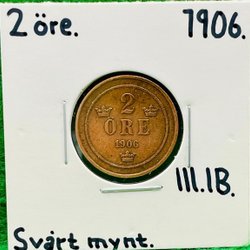 2 öre. 1906.
2
ÖRE
1906
III.IB.
Svårt mynt.